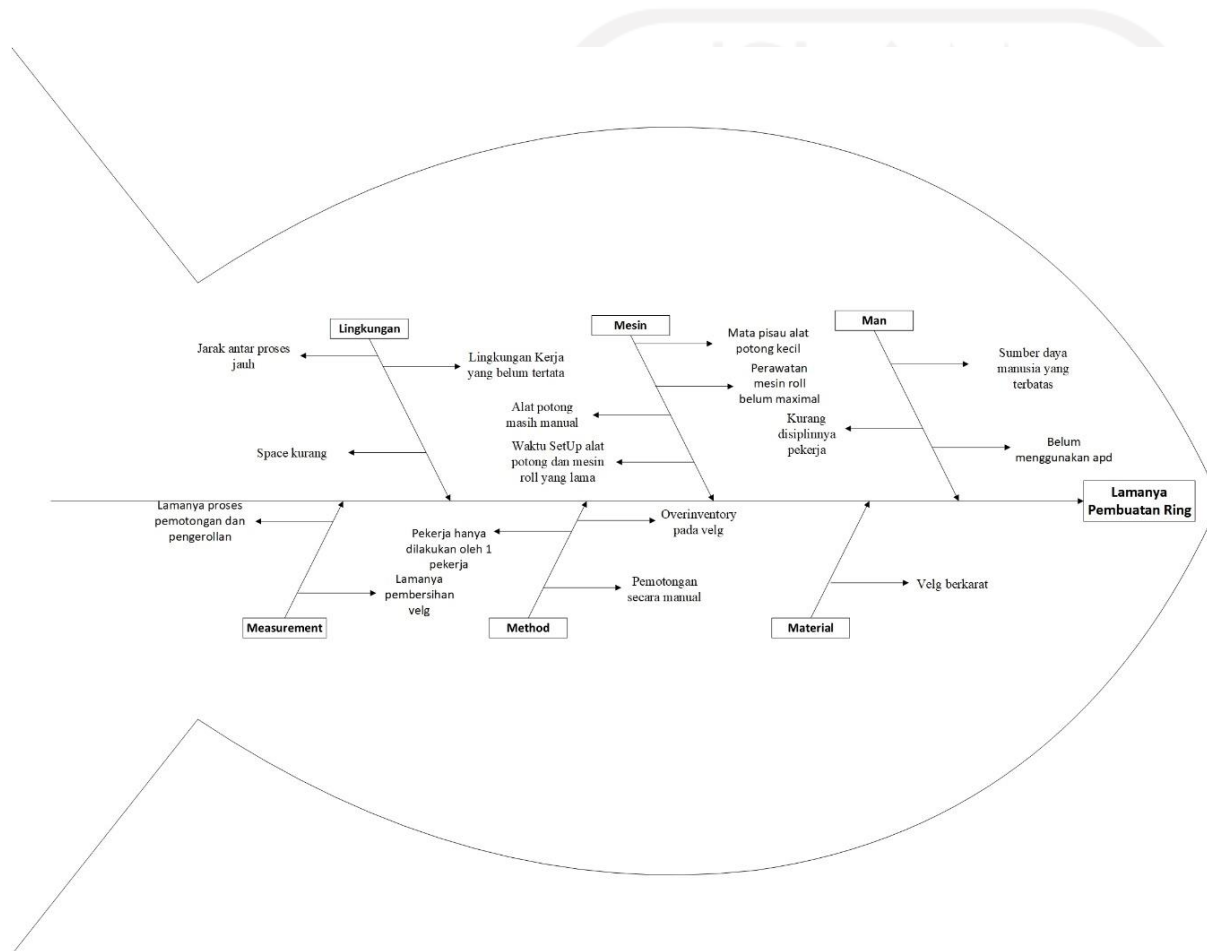 Lingkungan
Jarak antar proses
jauh
Lingkungan Kerja
yang belum tertata
Space kurang
Mesin
Mata pisau alat
potong kecil
Perawatan
mesin roll
belum maximal
Alat potong
masih manual
Waktu SetUp alat
potong dan mesin
roll yang lama
Man
Sumber daya
manusia yang
terbatas
Kurang
disiplinnya
pekerja
Belum
menggunakan apd
Lamanya
Pembuatan Ring
Lamanya proses
pemotongan dan
pengerollan
Lamanya
pembersihan
velg
Measurement
Overinventory
pada velg
Pekerja hanya
dilakukan oleh 1
pekerja
Pemotongan
secara manual
Method
Velg berkarat
Material